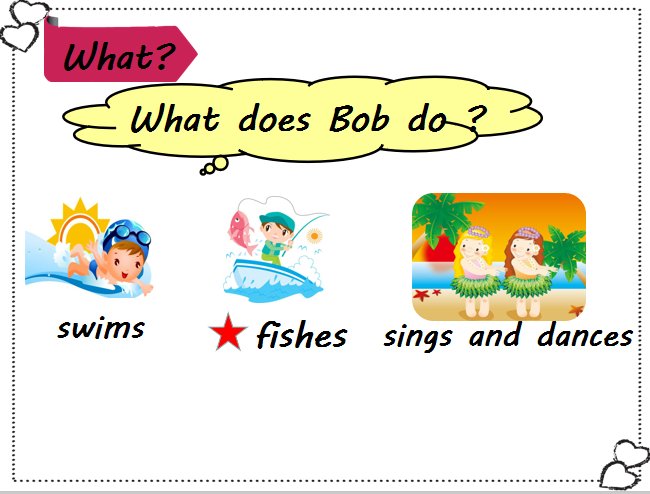 What?
What does Bob do ?
swims
fishes
sings and dances